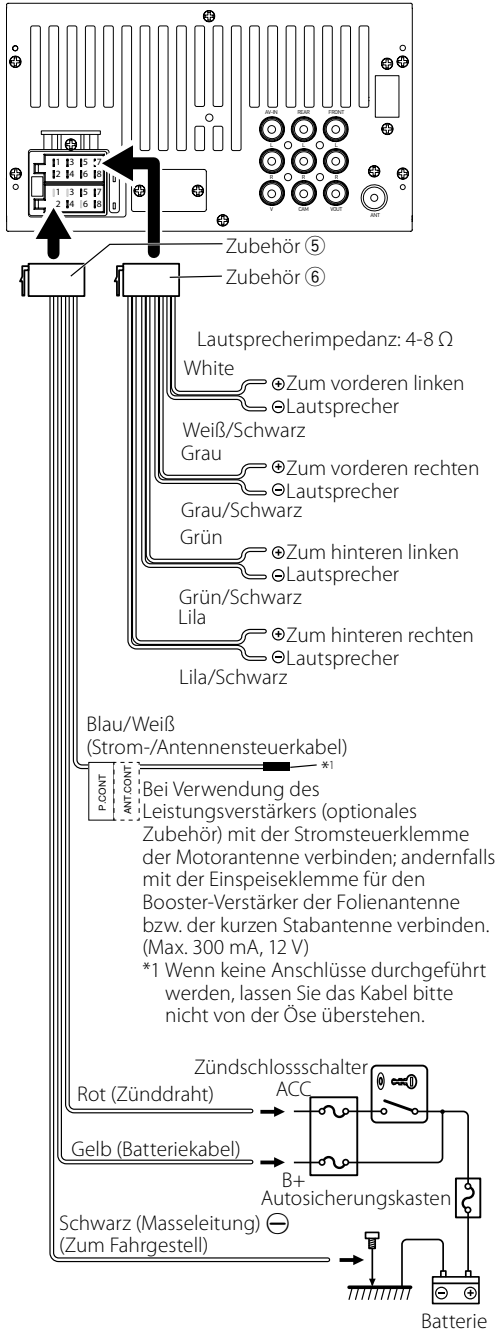 AV-IN REAR FRONT
L L L
R R R
V CAM VOUT
ANT
1 3 5 7
2 4 6 8
1 3 5 7
2 4 6 8
Zubehör ⑤
Zubehör ⑥
Lautsprecherimpedanz: 4-8 Ω
White
⊕Zum vorderen linken
⊖Lautsprecher
Weiß/Schwarz
Grau
⊕Zum vorderen rechten
⊖Lautsprecher
Grau/Schwarz
Grün
⊕Zum hinteren linken
⊖Lautsprecher
Grün/Schwarz
Lila
⊕Zum hinteren rechten
⊖Lautsprecher
Lila/Schwarz
Blau/Weiß
(Strom-/Antennensteuerkabel)
P.CONT
ANT.CONT
*1
Bei Verwendung des
Leistungsverstärkers (optionales
Zubehör) mit der Stromsteuerklemme
der Motorantenne verbinden; andernfalls
mit der Einspeiseklemme für den
Booster-Verstärker der Folienantenne
bzw. der kurzen Stabantenne verbinden.
(Max. 300 mA, 12 V)
*1 Wenn keine Anschlüsse durchgeführt
werden, lassen Sie das Kabel bitte
nicht von der Öse überstehen.
Zündschlossschalter
ACC
Rot (Zünddraht)
Gelb (Batteriekabel)
B+
Autosicherungskasten
Schwarz (Masseleitung) ⊖
(Zum Fahrgestell)
⊖ ⊕
Batterie